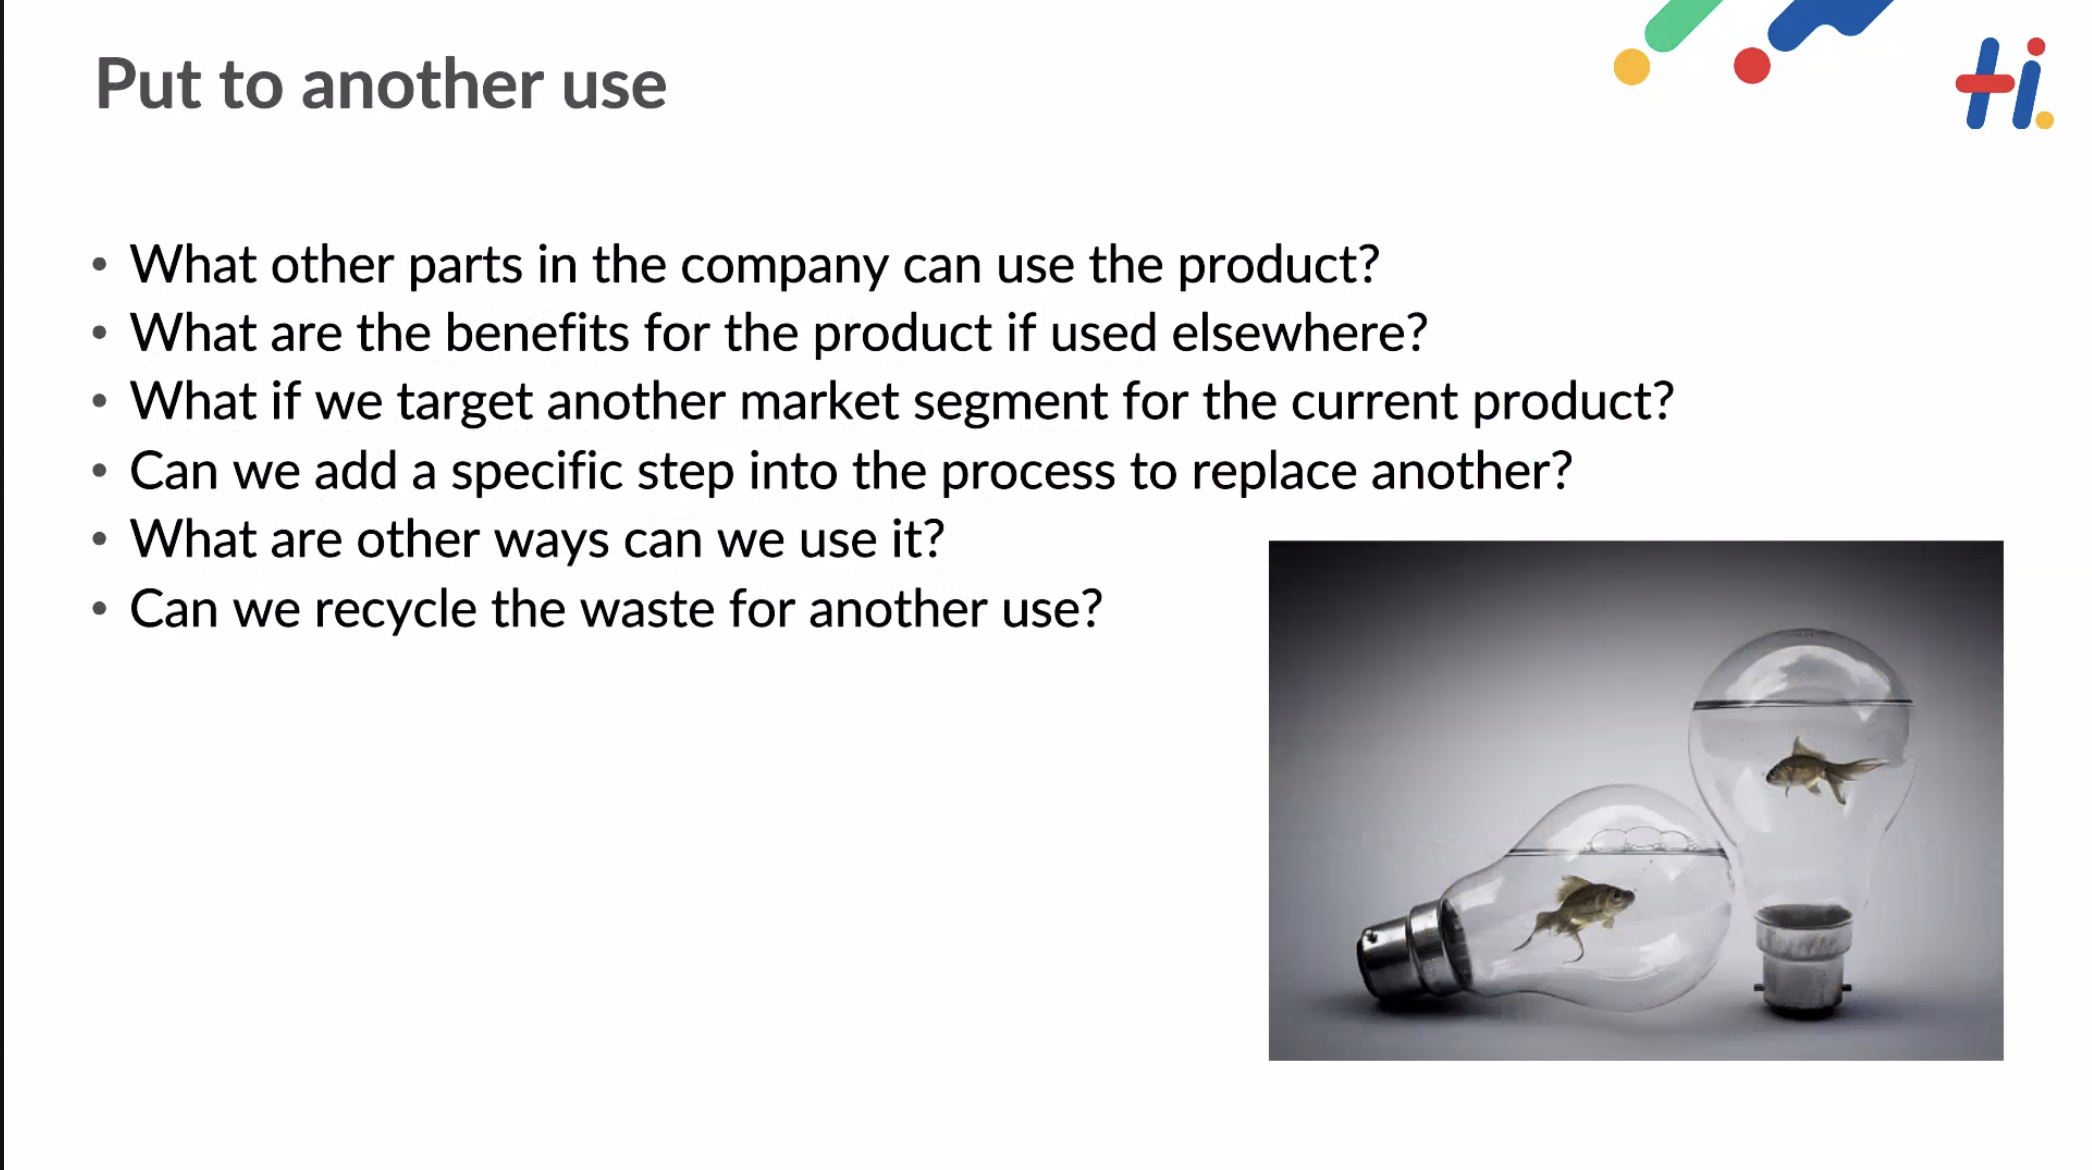 Put to another use
Hi.
• What other parts in the company can use the product?
• What are the benefits for the product if used elsewhere?
• What if we target another market segment for the current product?
• Can we add a specific step into the process to replace another?
• What are other ways can we use it?
• Can we recycle the waste for another use?